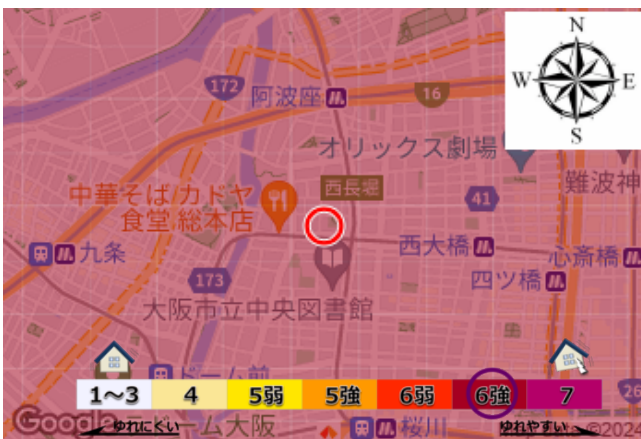 N
W
E
S
172
阿波座
16
オリックス劇場
難波神
中華そば カドヤ
食堂 総本店
西長堀
41
九条
西大橋
心斎橋
四ツ橋
173
大阪市立中央図書館
ドーム前
1～3
4
5弱
5強
6弱
6強
7
26
Google
ドーム大阪
桜川
©2024
ゆれにくい
ゆれやすい